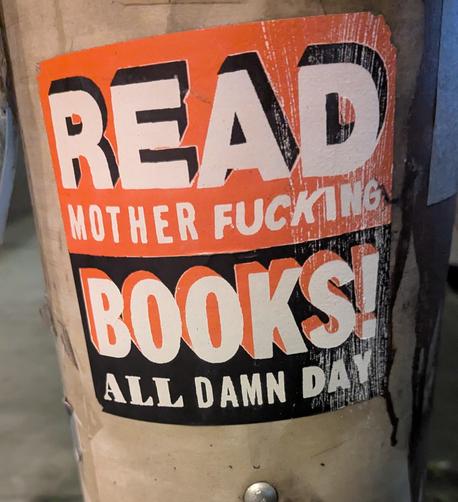 READ
MOTHER FUCKING
BOOKS!
ALL DAMN DAY